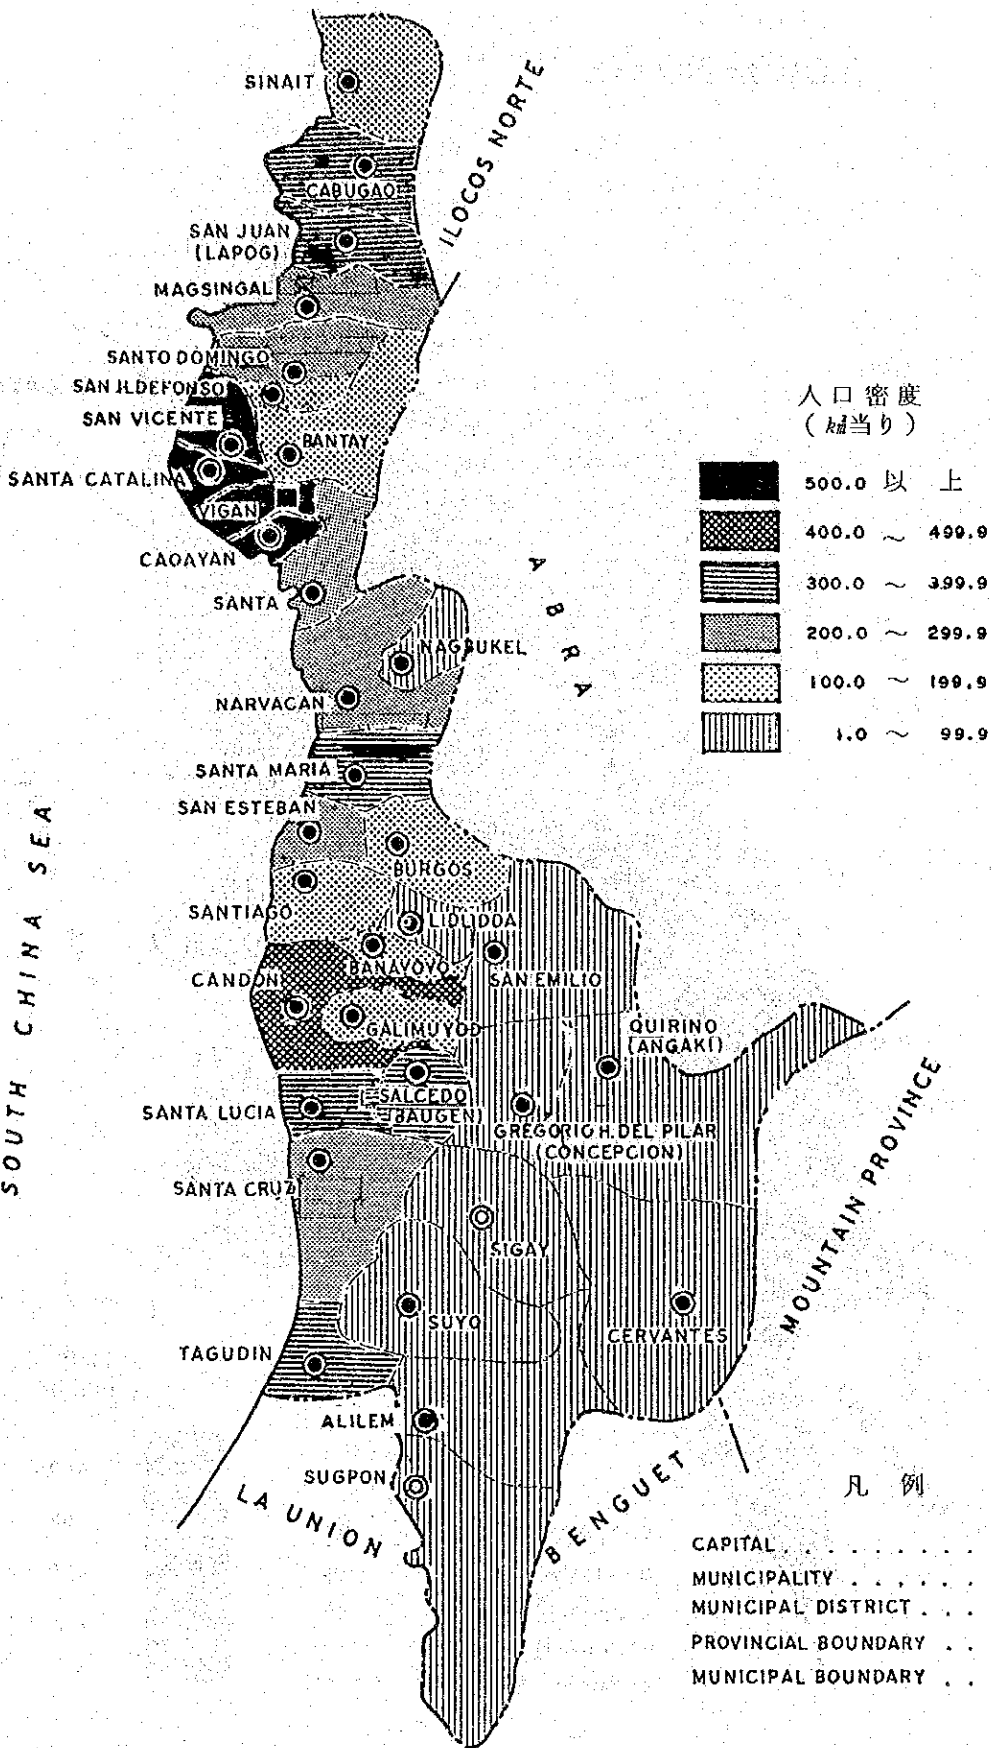 SINAIT
ILOCOS NORTE
CABUGAO
SAN JUAN
(LAPOG)
MAGSINGAL
SANTO DOMINGO
SAN ILDEFONSO
SAN VICENTE
BANTAY
SANTA CATALINA
VIGAN
CAOAYAN
SANTA
ABRA
NAGBUKEL
NARVACAN
SANTA MARIA
SAN ESTEBAN
BURGOS
SANTIAGO
LIDLIDDA
BANAYOYO
SAN EMILIO
CANDON
GALIMUYOD
QUIRINO
(ANGAKI)
SALCEDO
(BAUGEN)
SANTA LUCIA
GREGORIO H. DEL PILAR
(CONCEPCION)
SANTA CRUZ
SIGAY
SUYO
CERVANTES
TAGUDIN
ALILEM
SUGPON
SOUTH CHINA SEA
MOUNTAIN PROVINCE
LA UNION
BENGUET
人口密度
(㎢当り)
500.0 以 上
400.0 ～ 499.9
300.0 ～ 399.9
200.0 ～ 299.9
100.0 ～ 199.9
1.0 ～ 99.9
凡 例
CAPITAL . . . . . . . . .
MUNICIPALITY . . . . . .
MUNICIPAL DISTRICT . . .
PROVINCIAL BOUNDARY . .
MUNICIPAL BOUNDARY . .